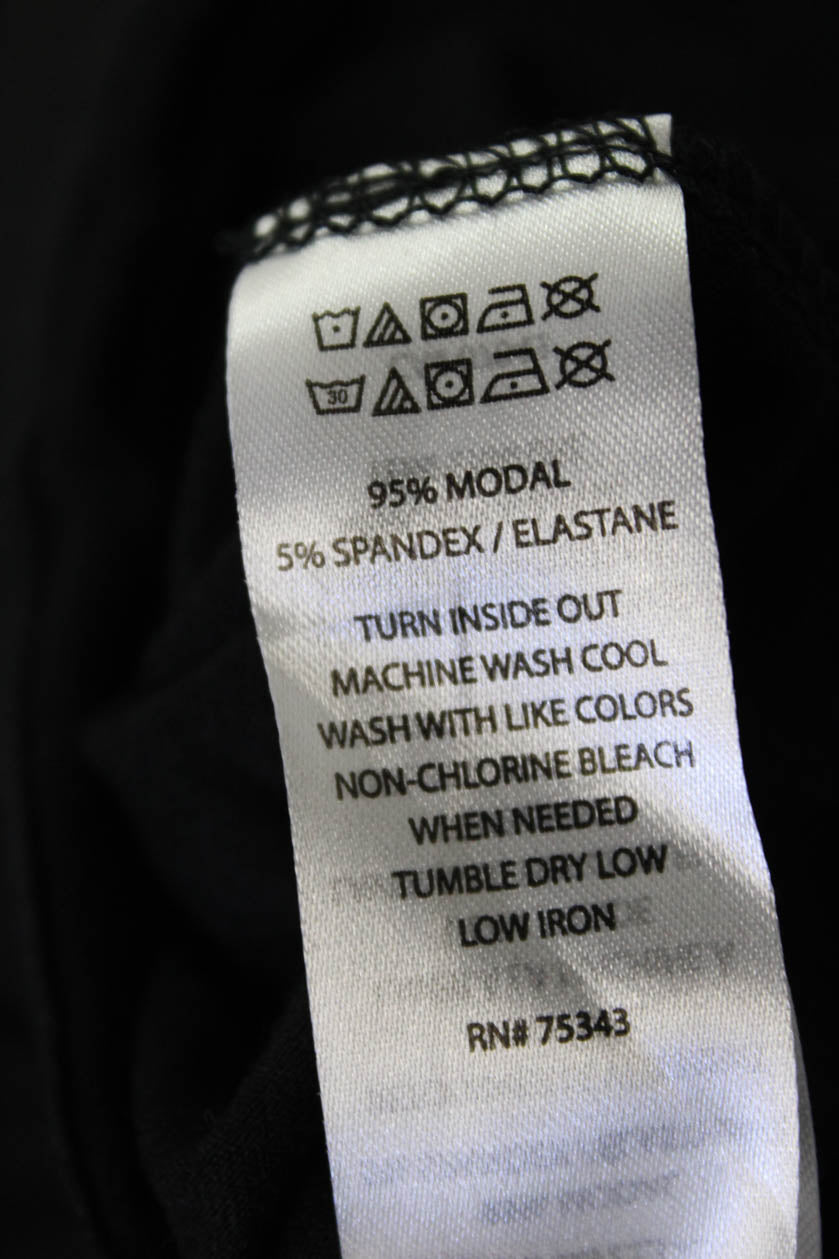 30
95% MODAL
5% SPANDEX / ELASTANE
TURN INSIDE OUT
MACHINE WASH COOL
WASH WITH LIKE COLORS
NON-CHLORINE BLEACH
WHEN NEEDED
TUMBLE DRY LOW
LOW IRON
RN# 75343